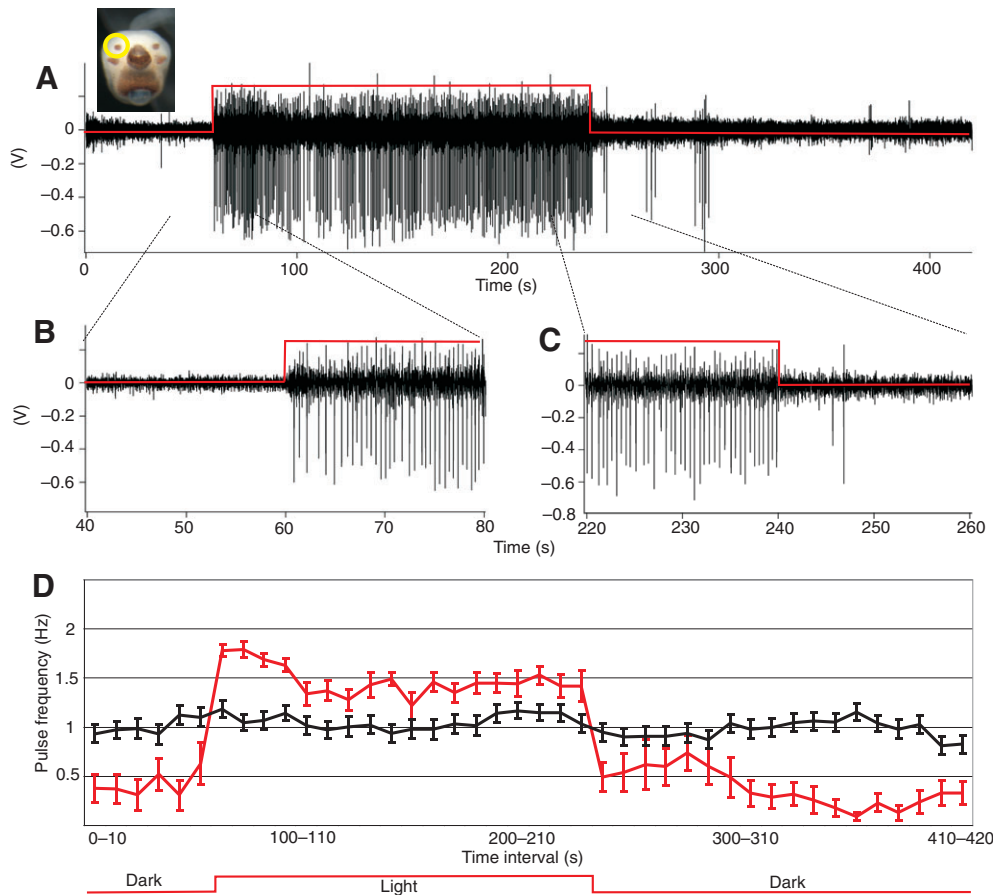 A
(V)
0
−0.2
−0.4
−0.6
0 100 200 300 400
Time (s)
B
(V)
0
−0.2
−0.4
−0.6
40 50 60 70 80
C
0
−0.2
−0.4
−0.6
−0.8
220 230 240 250 260
Time (s)
D
Pulse frequency (Hz)
2
1.5
1
0.5
0–10 100–110 200–210 300–310 410–420
Time interval (s)
Dark Light Dark